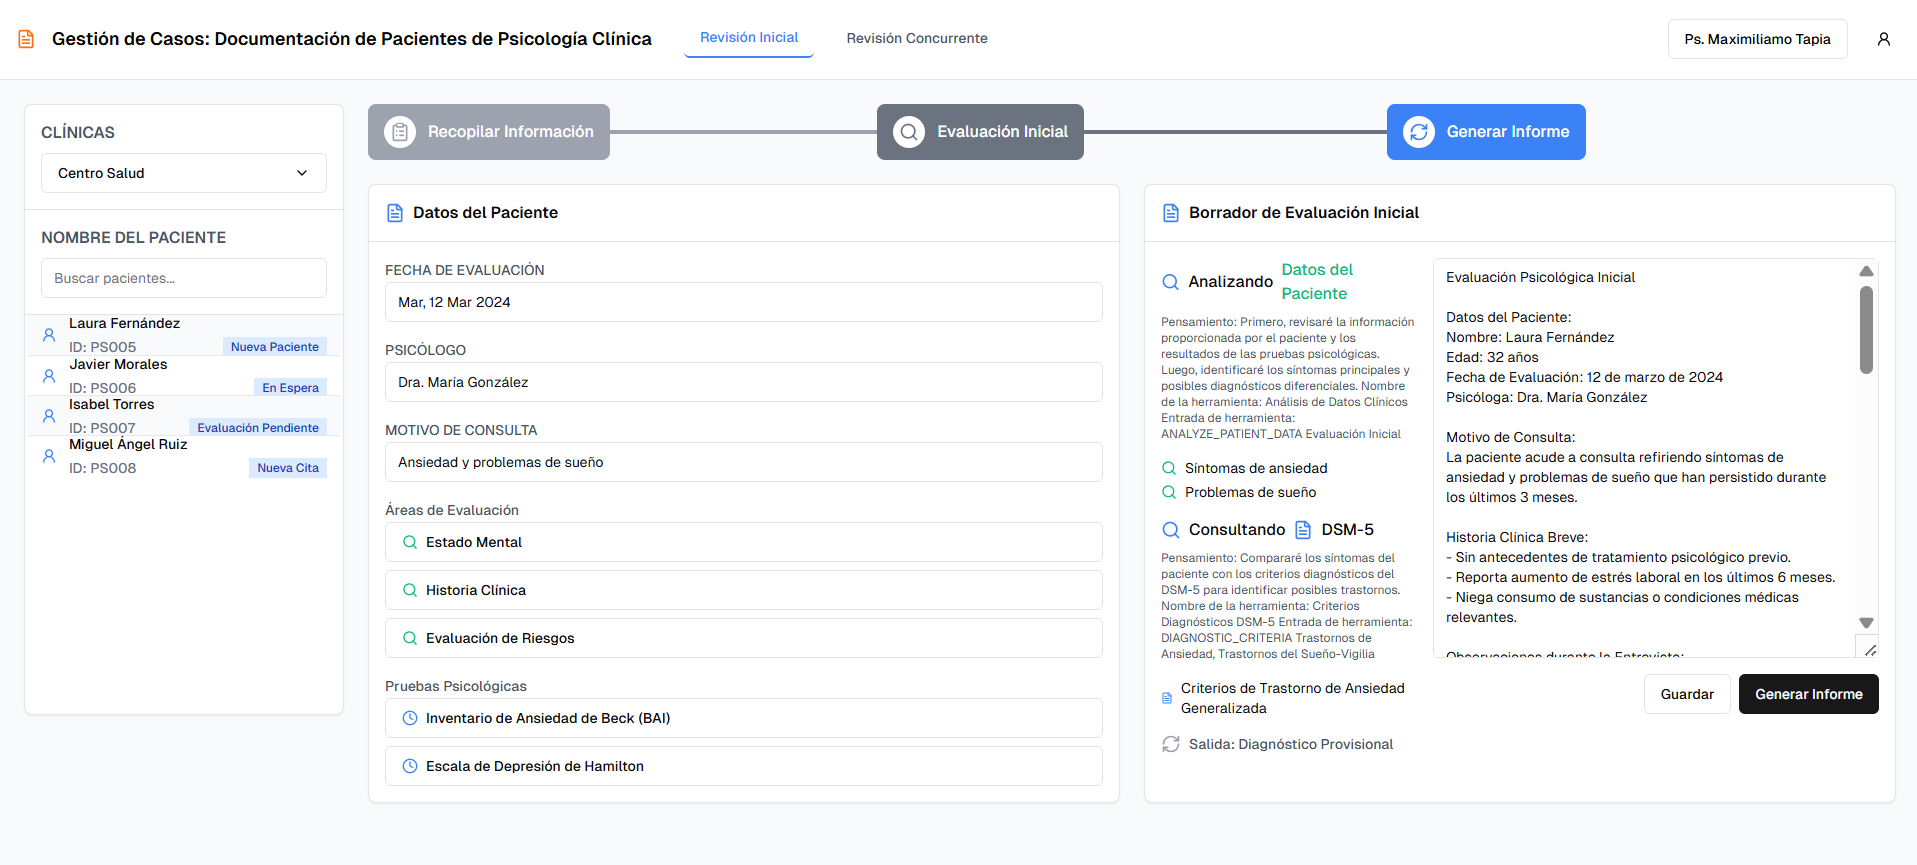 Gestión de Casos: Documentación de Pacientes de Psicología Clínica
Revisión Inicial
Revisión Concurrente
Ps. Maximiliamo Tapia
CLÍNICAS
Centro Salud
NOMBRE DEL PACIENTE
Buscar pacientes...
Laura Fernández
ID: PS005
Nueva Paciente
Javier Morales
ID: PS006
En Espera
Isabel Torres
ID: PS007
Evaluación Pendiente
Miguel Ángel Ruiz
ID: PS008
Nueva Cita
Recopilar Información
Evaluación Inicial
Generar Informe
Datos del Paciente
FECHA DE EVALUACIÓN
Mar, 12 Mar 2024
PSICÓLOGO
Dra. María González
MOTIVO DE CONSULTA
Ansiedad y problemas de sueño
Áreas de Evaluación
Estado Mental
Historia Clínica
Evaluación de Riesgos
Pruebas Psicológicas
Inventario de Ansiedad de Beck (BAI)
Escala de Depresión de Hamilton
Borrador de Evaluación Inicial
Analizando
Datos del
Paciente
Pensamiento: Primero, revisaré la información
proporcionada por el paciente y los
resultados de las pruebas psicológicas.
Luego, identificaré los síntomas principales y
posibles diagnósticos diferenciales. Nombre
de la herramienta: Análisis de Datos Clínicos
Entrada de herramienta:
ANALYZE_PATIENT_DATA Evaluación Inicial
Síntomas de ansiedad
Problemas de sueño
Consultando
DSM-5
Pensamiento: Compararé los síntomas del
paciente con los criterios diagnósticos del
DSM-5 para identificar posibles trastornos.
Nombre de la herramienta: Criterios
Diagnósticos DSM-5 Entrada de herramienta:
DIAGNOSTIC_CRITERIA Trastornos de
Ansiedad, Trastornos del Sueño-Vigilia
Criterios de Trastorno de Ansiedad
Generalizada
Salida: Diagnóstico Provisional
Evaluación Psicológica Inicial
Datos del Paciente:
Nombre: Laura Fernández
Edad: 32 años
Fecha de Evaluación: 12 de marzo de 2024
Psicóloga: Dra. María González
Motivo de Consulta:
La paciente acude a consulta refiriendo síntomas de
ansiedad y problemas de sueño que han persistido durante
los últimos 3 meses.
Historia Clínica Breve:
- Sin antecedentes de tratamiento psicológico previo.
- Reporta aumento de estrés laboral en los últimos 6 meses.
- Niega consumo de sustancias o condiciones médicas
relevantes.
Observaciones durante la Entrevista:
Guardar
Generar Informe